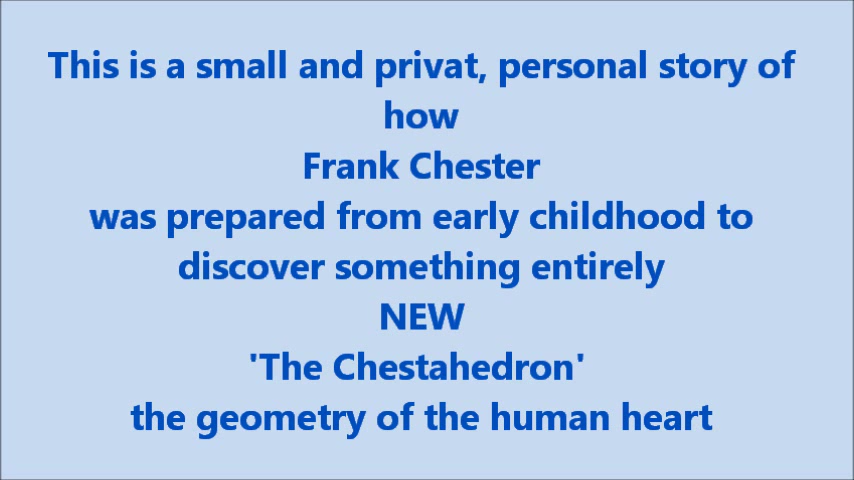 This is a small and privat, personal story of
how
Frank Chester
was prepared from early childhood to
discover something entirely
NEW
'The Chestahedron'
the geometry of the human heart